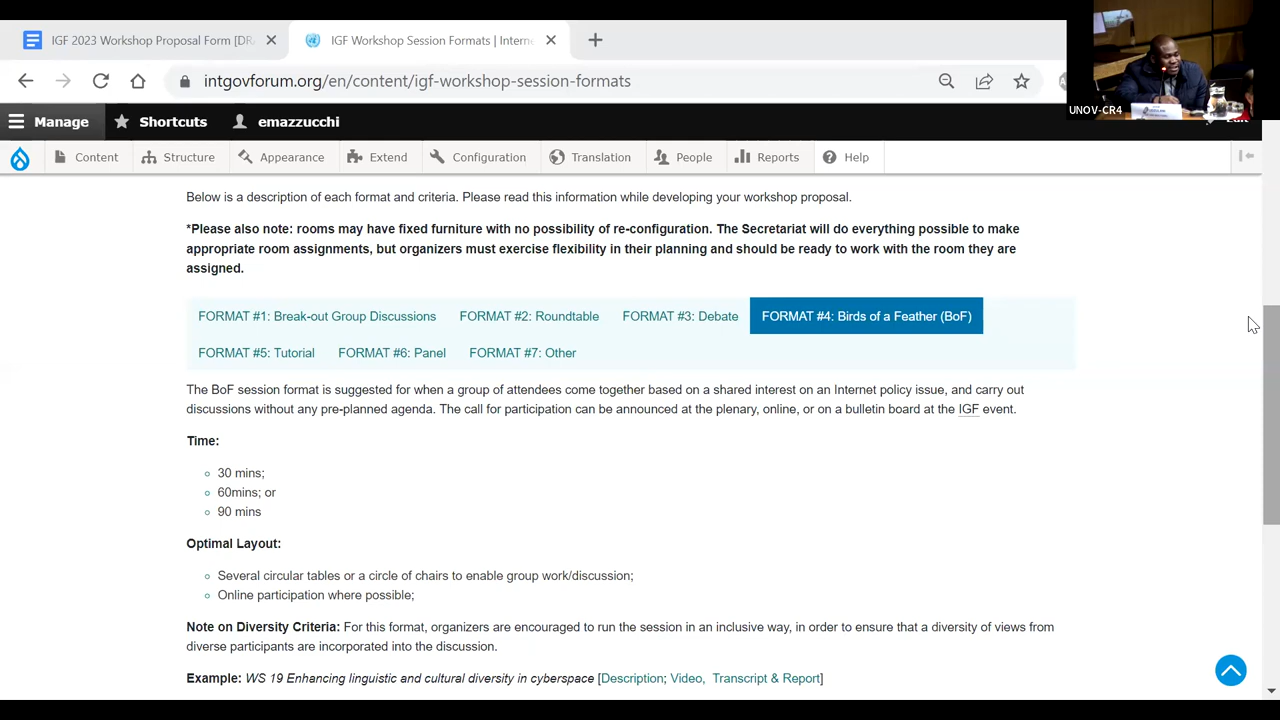 IGF 2023 Workshop Proposal Form [DR
IGF Workshop Session Formats | Intern
intgovforum.org/en/content/igf-workshop-session-formats
UNOV-CR4
Manage Shortcuts emazzucchi
Content Structure Appearance Extend Configuration Translation People Reports Help
Below is a description of each format and criteria. Please read this information while developing your workshop proposal.
*Please also note: rooms may have fixed furniture with no possibility of re-configuration. The Secretariat will do everything possible to make
appropriate room assignments, but organizers must exercise flexibility in their planning and should be ready to work with the room they are
assigned.
FORMAT #1: Break-out Group Discussions FORMAT #2: Roundtable FORMAT #3: Debate FORMAT #4: Birds of a Feather (BoF)
FORMAT #5: Tutorial FORMAT #6: Panel FORMAT #7: Other
The BoF session format is suggested for when a group of attendees come together based on a shared interest on an Internet policy issue, and carry out
discussions without any pre-planned agenda. The call for participation can be announced at the plenary, online, or on a bulletin board at the IGF event.
Time:
30 mins;
60mins; or
90 mins
Optimal Layout:
Several circular tables or a circle of chairs to enable group work/discussion;
Online participation where possible;
Note on Diversity Criteria: For this format, organizers are encouraged to run the session in an inclusive way, in order to ensure that a diversity of views from
diverse participants are incorporated into the discussion.
Example: WS 19 Enhancing linguistic and cultural diversity in cyberspace [Description; Video, Transcript & Report]